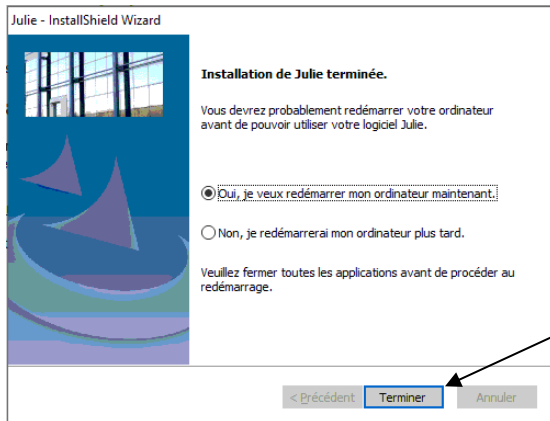 Julie - InstallShield Wizard
Installation de Julie terminée.
Vous devrez probablement redémarrer votre ordinateur
avant de pouvoir utiliser votre logiciel Julie.
Oui, je veux redémarrer mon ordinateur maintenant.
Non, je redémarrerai mon ordinateur plus tard.
Veuillez fermer toutes les applications avant de procéder au
redémarrage.
< Précédent Terminer Annuler